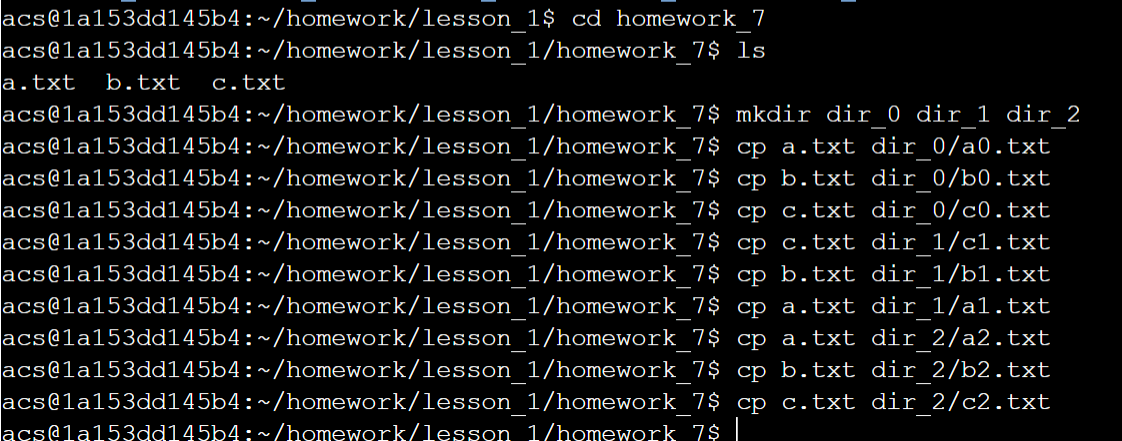 acs@1a153dd145b4:~/homework/lesson_1$ cd homework_7
acs@1a153dd145b4:~/homework/lesson_1/homework_7$ ls
a.txt  b.txt  c.txt
acs@1a153dd145b4:~/homework/lesson_1/homework_7$ mkdir dir_0 dir_1 dir_2
acs@1a153dd145b4:~/homework/lesson_1/homework_7$ cp a.txt dir_0/a0.txt
acs@1a153dd145b4:~/homework/lesson_1/homework_7$ cp b.txt dir_0/b0.txt
acs@1a153dd145b4:~/homework/lesson_1/homework_7$ cp c.txt dir_0/c0.txt
acs@1a153dd145b4:~/homework/lesson_1/homework_7$ cp c.txt dir_1/c1.txt
acs@1a153dd145b4:~/homework/lesson_1/homework_7$ cp b.txt dir_1/b1.txt
acs@1a153dd145b4:~/homework/lesson_1/homework_7$ cp a.txt dir_1/a1.txt
acs@1a153dd145b4:~/homework/lesson_1/homework_7$ cp a.txt dir_2/a2.txt
acs@1a153dd145b4:~/homework/lesson_1/homework_7$ cp b.txt dir_2/b2.txt
acs@1a153dd145b4:~/homework/lesson_1/homework_7$ cp c.txt dir_2/c2.txt
acs@1a153dd145b4:~/homework/lesson_1/homework_7$